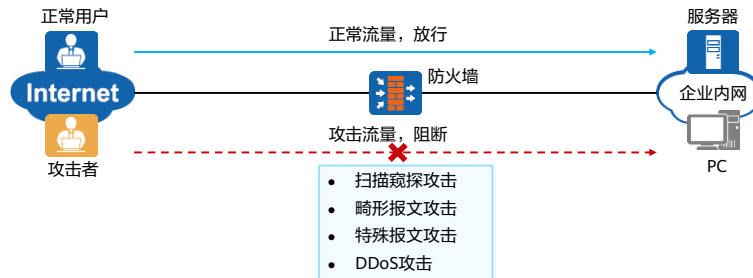 正常用户
服务器
正常流量，放行
防火墙
Internet
企业内网
攻击流量，阻断
攻击者
PC
• 扫描窥探攻击
• 畸形报文攻击
• 特殊报文攻击
• DDoS攻击